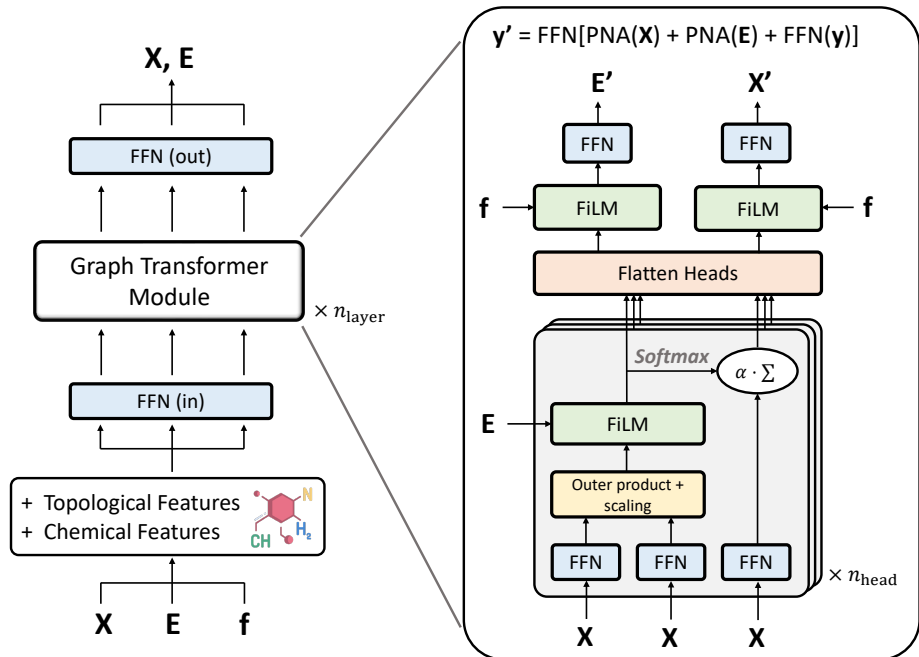 X, E
FFN (out)
Graph Transformer
Module
× n_layer
FFN (in)
+ Topological Features
+ Chemical Features
N
H₂
CH
X E f
y' = FFN[PNA(X) + PNA(E) + FFN(y)]
E' X'
FFN FFN
f FiLM FiLM f
Flatten Heads
Softmax
α · Σ
E FiLM
Outer product +
scaling
FFN FFN FFN
× n_head
X X X